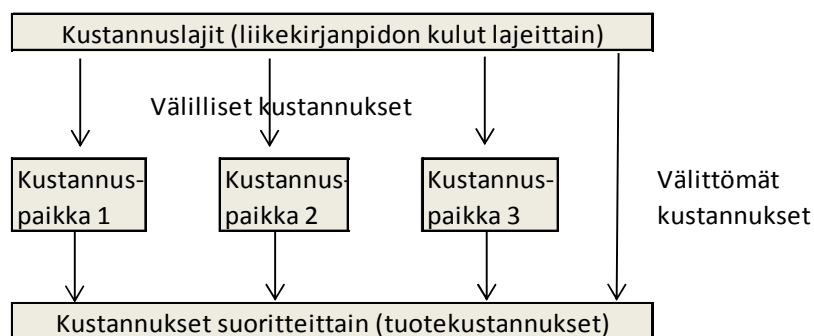 Kustannuslajit (liikekirjanpidon kulut lajeittain)
Välilliset kustannukset
Kustannus-
paikka 1
Kustannus-
paikka 2
Kustannus-
paikka 3
Välittömät
kustannukset
Kustannukset suoritteittain (tuotekustannukset)